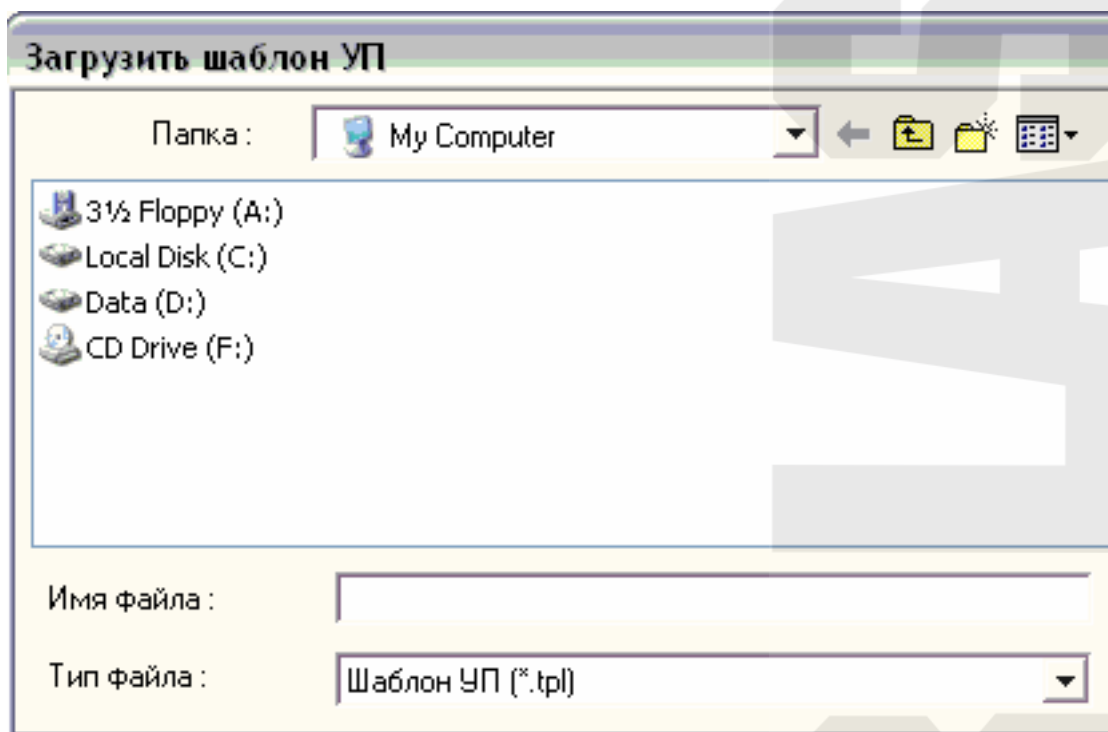 Загрузить шаблон УП
Папка : My Computer
3½ Floppy (A:)
Local Disk (C:)
Data (D:)
CD Drive (F:)
Имя файла :
Тип файла : Шаблон УП (*.tpl)